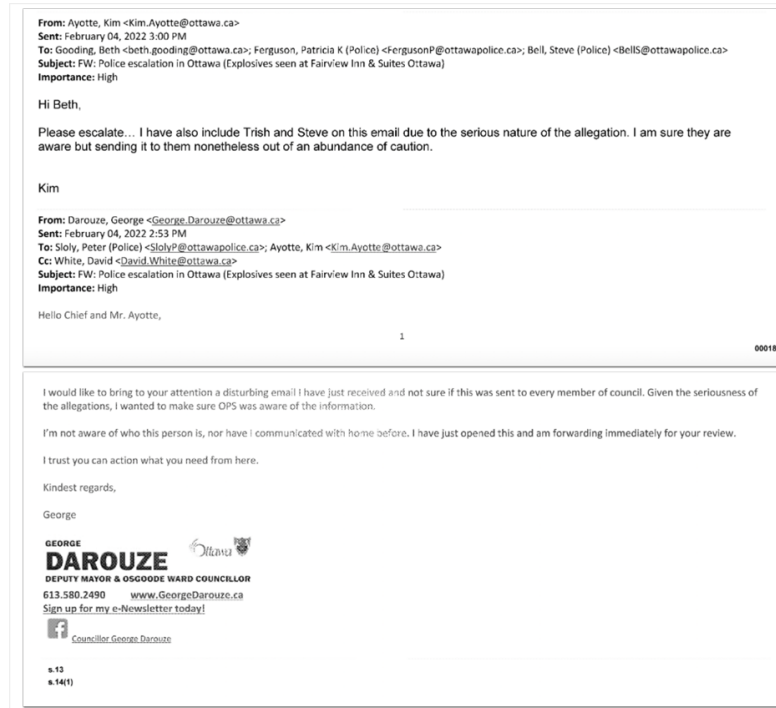 From: Ayotte, Kim <Kim.Ayotte@ottawa.ca>
Sent: February 04, 2022 3:00 PM
To: Gooding, Beth <beth.gooding@ottawa.ca>; Ferguson, Patricia K (Police) <FergusonP@ottawapolice.ca>; Bell, Steve (Police) <BellS@ottawapolice.ca>
Subject: FW: Police escalation in Ottawa (Explosives seen at Fairview Inn & Suites Ottawa)
Importance: High
Hi Beth,
Please escalate... I have also include Trish and Steve on this email due to the serious nature of the allegation. I am sure they are
aware but sending it to them nonetheless out of an abundance of caution.
Kim
From: Darouze, George <George.Darouze@ottawa.ca>
Sent: February 04, 2022 2:53 PM
To: Sloly, Peter (Police) <SlolyP@ottawapolice.ca>; Ayotte, Kim <Kim.Ayotte@ottawa.ca>
Cc: White, David <David.White@ottawa.ca>
Subject: FW: Police escalation in Ottawa (Explosives seen at Fairview Inn & Suites Ottawa)
Importance: High
Hello Chief and Mr. Ayotte,
1
00018
I would like to bring to your attention a disturbing email I have just received and not sure if this was sent to every member of council. Given the seriousness of
the allegations, I wanted to make sure OPS was aware of the information.
I'm not aware of who this person is, nor have I communicated with home before. I have just opened this and am forwarding immediately for your review.
I trust you can action what you need from here.
Kindest regards,
George
GEORGE
DAROUZE
Ottawa
DEPUTY MAYOR & OSGOODE WARD COUNCILLOR
613.580.2490 www.GeorgeDarouze.ca
Sign up for my e-Newsletter today!
Councillor George Darouze
s.13
s.14(1)